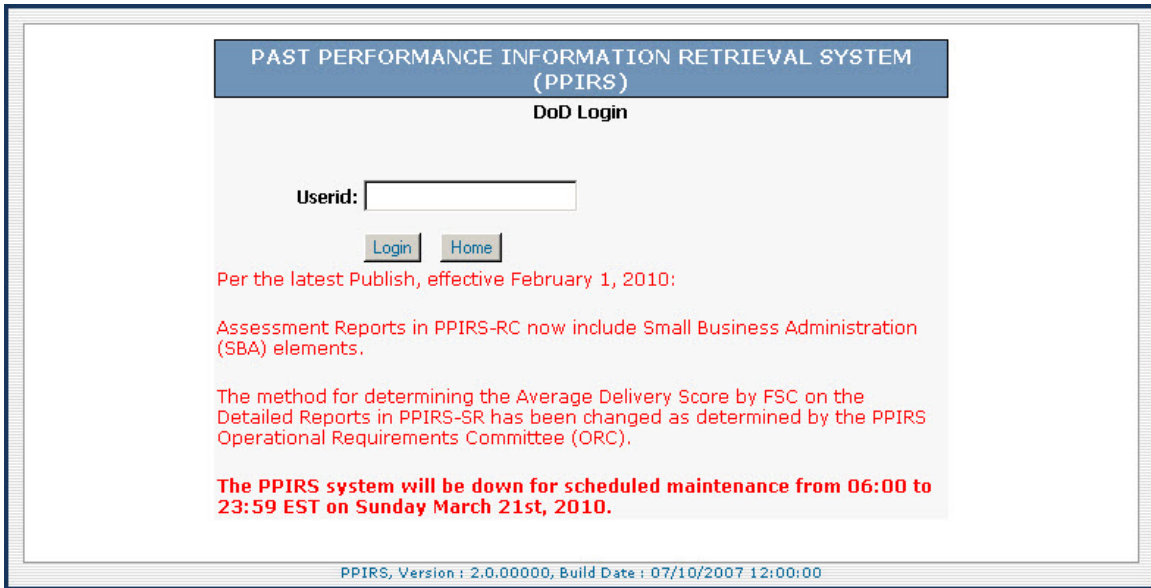 PAST PERFORMANCE INFORMATION RETRIEVAL SYSTEM
(PPIRS)
DoD Login
Userid:
Login Home
Per the latest Publish, effective February 1, 2010:
Assessment Reports in PPIRS-RC now include Small Business Administration
(SBA) elements.
The method for determining the Average Delivery Score by FSC on the
Detailed Reports in PPIRS-SR has been changed as determined by the PPIRS
Operational Requirements Committee (ORC).
The PPIRS system will be down for scheduled maintenance from 06:00 to
23:59 EST on Sunday March 21st, 2010.
PPIRS, Version : 2.0.00000, Build Date : 07/10/2007 12:00:00